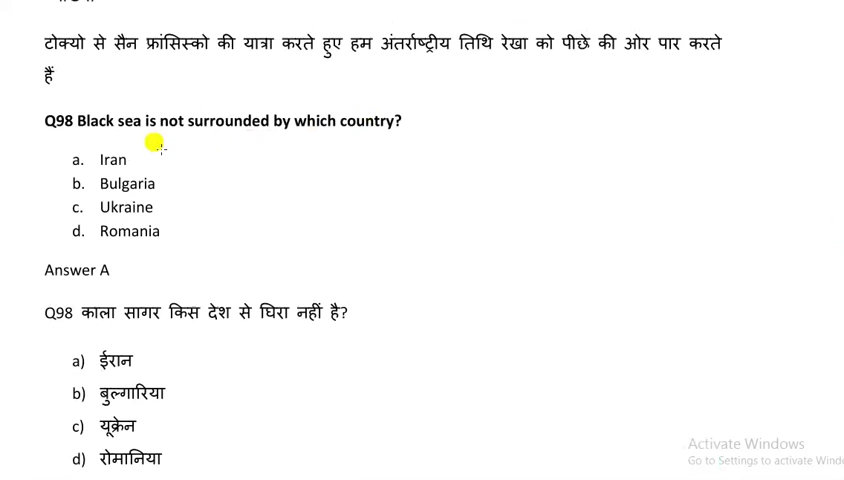 टोक्यो से सैन फ्रांसिस्को की यात्रा करते हुए हम अंतर्राष्ट्रीय तिथि रेखा को पीछे की ओर पार करते
हैं
Q98 Black sea is not surrounded by which country?
a. Iran
b. Bulgaria
c. Ukraine
d. Romania
Answer A
Q98 काला सागर किस देश से घिरा नहीं है?
a) ईरान
b) बुल्गारिया
c) यूक्रेन
d) रोमानिया
Activate Windows
Go to Settings to activate Wind